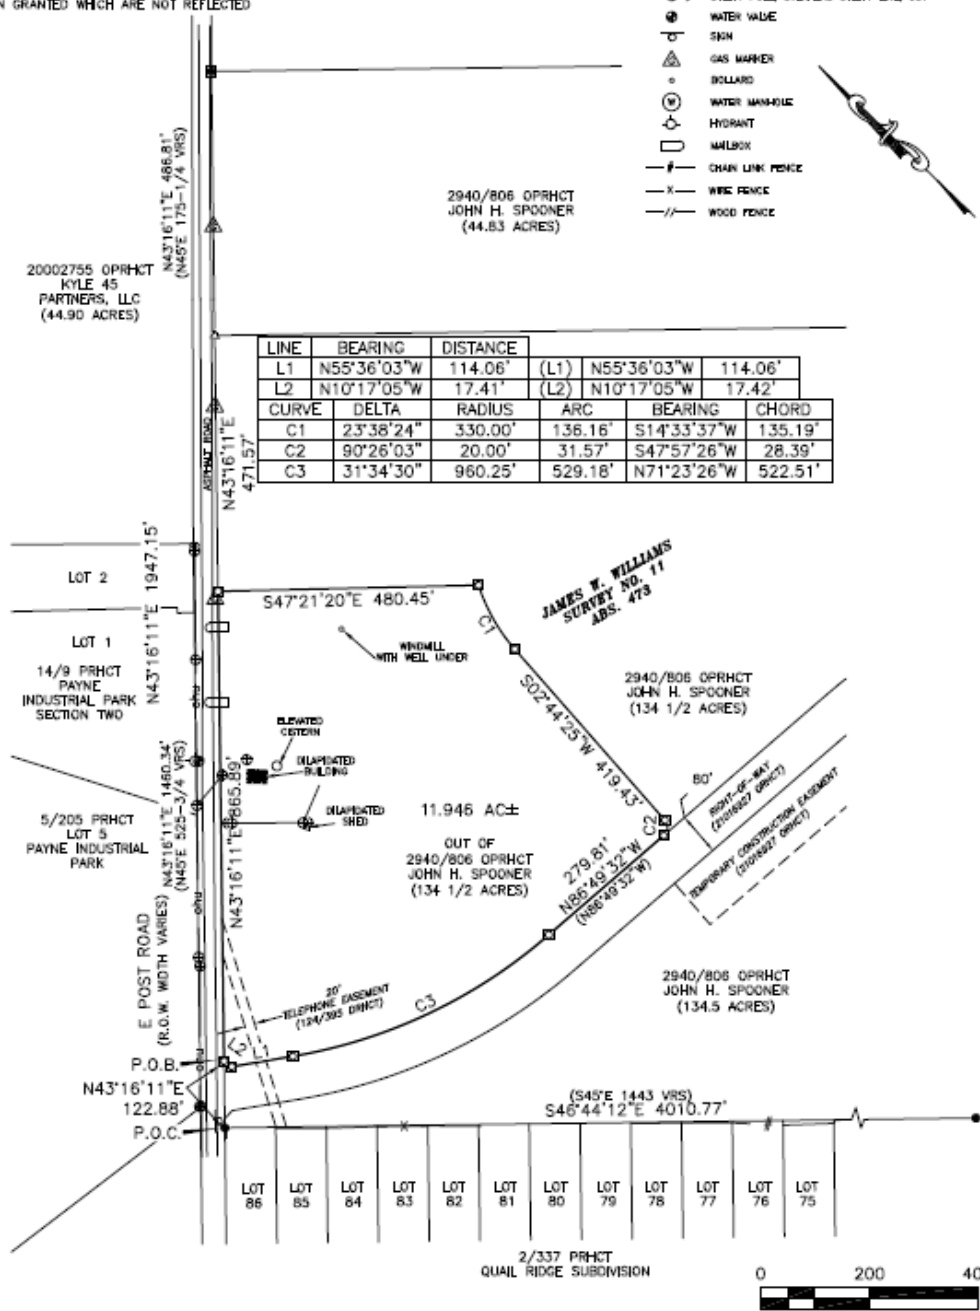 N GRANTED WHICH ARE NOT REFLECTED
WATER VALVE
SIGN
GAS MARKER
BOLLARD
WATER MANHOLE
HYDRANT
MAILBOX
CHAIN LINK FENCE
WIRE FENCE
WOOD FENCE
N43°16'11"E 486.81'
(N45°E 175-1/4 VRS)
2940/806 OPRHCT
JOHN H. SPOONER
(44.83 ACRES)
20002755 OPRHCT
KYLE 45
PARTNERS, LLC
(44.90 ACRES)
LINE BEARING DISTANCE
L1 N55°36'03"W 114.06' (L1) N55°36'03"W 114.06'
L2 N10°17'05"W 17.41' (L2) N10°17'05"W 17.42'
CURVE DELTA RADIUS ARC BEARING CHORD
C1 23°38'24" 330.00' 136.16' S14°33'37"W 135.19'
C2 90°26'03" 20.00' 31.57' S47°57'26"W 28.39'
C3 31°34'30" 960.25' 529.18' N71°23'26"W 522.51'
ASPHALT ROAD
N43°16'11"E
471.57'
N43°16'11"E 1947.15'
LOT 2
LOT 1
14/9 PRHCT
PAYNE
INDUSTRIAL PARK
SECTION TWO
S47°21'20"E 480.45'
C1
JAMES W. WILLIAMS
SURVEY NO. 11
ABS. 473
WINDMILL
WITH WELL UNDER
S02°44'25"W 419.43'
2940/806 OPRHCT
JOHN H. SPOONER
(134 1/2 ACRES)
ELEVATED
CISTERN
DILAPIDATED
BUILDING
DILAPIDATED
SHED
80'
RIGHT-OF-WAY
(21016927 OPRHCT)
TEMPORARY CONSTRUCTION EASEMENT
(21016927 OPRHCT)
C2
11.946 AC±
OUT OF
2940/806 OPRHCT
JOHN H. SPOONER
(134 1/2 ACRES)
279.81'
N86°49'32"W
(N86°49'32"W)
5/205 PRHCT
LOT 5
PAYNE INDUSTRIAL
PARK
N43°16'11"E 1460.34'
(N45°E 525-3/4 VRS)
N43°16'11"E 865.89'
E POST ROAD
(R.O.W. WIDTH VARIES)
20'
TELEPHONE EASEMENT
(124/395 DRHCT)
C3
2940/806 OPRHCT
JOHN H. SPOONER
(134.5 ACRES)
L2
P.O.B.
N43°16'11"E
122.88'
P.O.C.
(S45°E 1443 VRS)
S46°44'12"E 4010.77'
LOT 86
LOT 85
LOT 84
LOT 83
LOT 82
LOT 81
LOT 80
LOT 79
LOT 78
LOT 77
LOT 76
LOT 75
2/337 PRHCT
QUAIL RIDGE SUBDIVISION
0 200 40